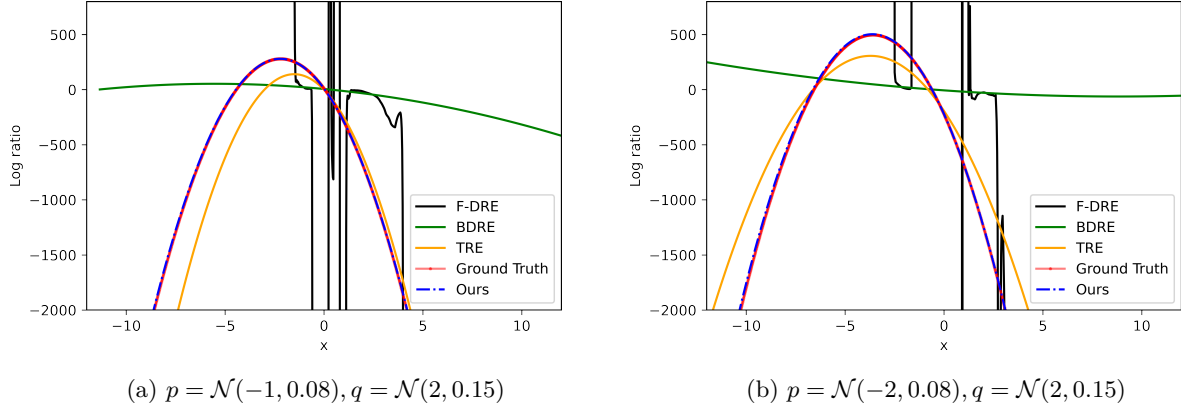 500
0
−500
−1000
−1500
−2000
Log ratio
−10
−5
0
5
10
x
F-DRE
BDRE
TRE
Ground Truth
Ours
(a) p = N(−1, 0.08), q = N(2, 0.15)
500
0
−500
−1000
−1500
−2000
Log ratio
−10
−5
0
5
10
x
F-DRE
BDRE
TRE
Ground Truth
Ours
(b) p = N(−2, 0.08), q = N(2, 0.15)